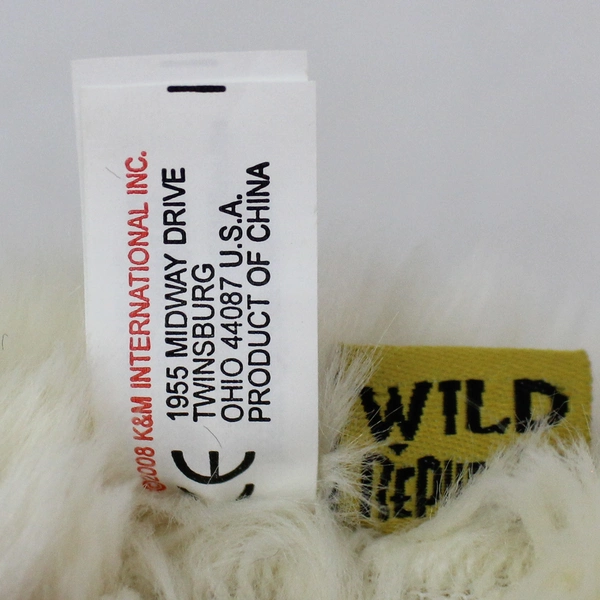 ©2008 K&M INTERNATIONAL INC.
1955 MIDWAY DRIVE
TWINSBURG
OHIO 44087 U.S.A.
PRODUCT OF CHINA
CE
WILD